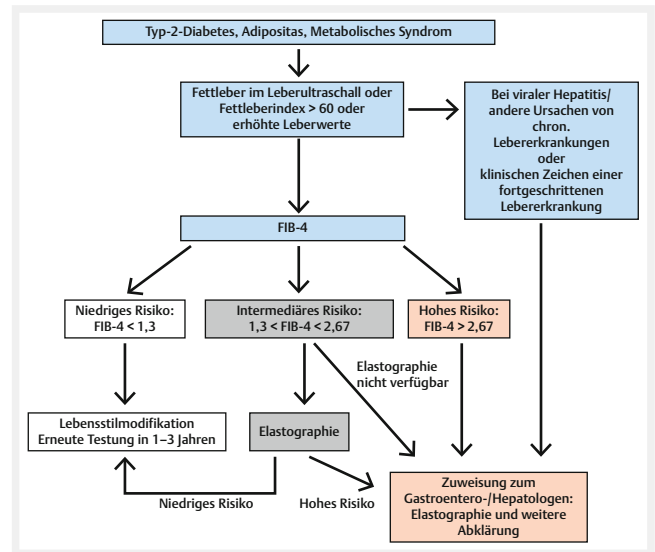 Typ-2-Diabetes, Adipositas, Metabolisches Syndrom
Fettleber im Leberultraschall oder
Fettleberindex > 60 oder
erhöhte Leberwerte
Bei viraler Hepatitis/
andere Ursachen von
chron.
Lebererkrankungen
oder
klinischen Zeichen einer
fortgeschrittenen
Lebererkrankung
FIB-4
Niedriges Risiko:
FIB-4 < 1,3
Intermediäres Risiko:
1,3 < FIB-4 < 2,67
Hohes Risiko:
FIB-4 > 2,67
Elastographie
nicht verfügbar
Lebensstilmodifikation
Erneute Testung in 1–3 Jahren
Elastographie
Niedriges Risiko
Hohes Risiko
Zuweisung zum
Gastroentero-/Hepatologen:
Elastographie und weitere
Abklärung